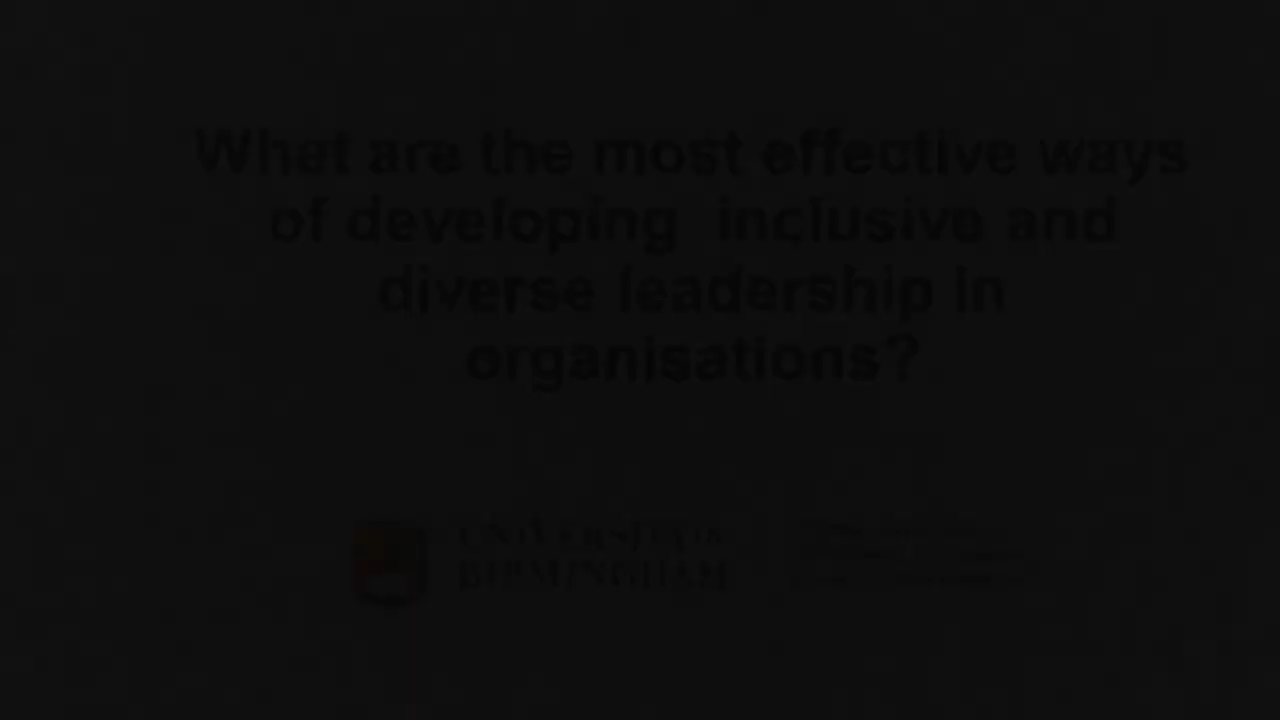 What are the most effective ways
of developing inclusive and
diverse leadership in
organisations?
UNIVERSITY OF
BIRMINGHAM